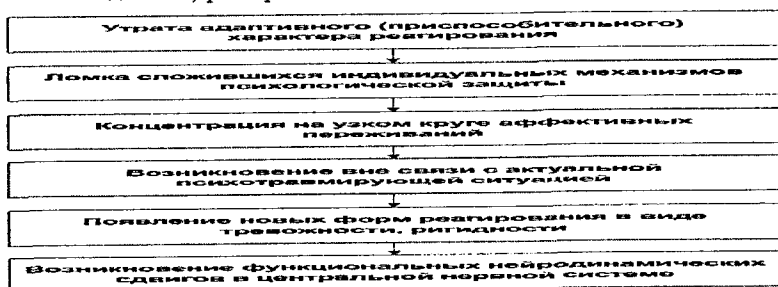 Утрата адаптивного (приспособительного)
характера реагирования
Ломка сложившихся индивидуальных механизмов
психологической защиты
Концентрация на узком круге аффективных
переживаний
Возникновение вне связи с актуальной
психотравмирующей ситуацией
Появление новых форм реагирования в виде
тревожности, ригидности
Возникновение функциональных нейродинамических
сдвигов в центральной нервной системе